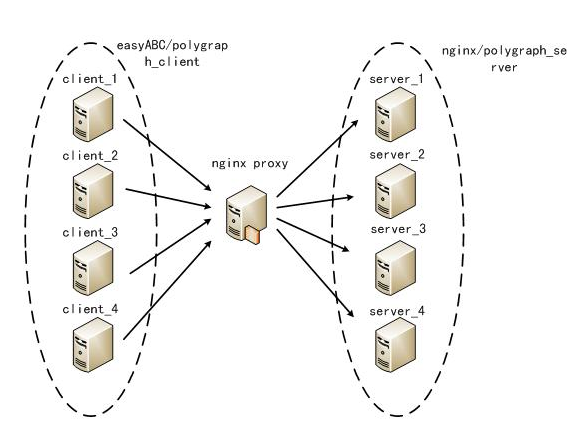 easyABC/polygrap
h_client
nginx/polygraph_se
rver
client_1
server_1
client_2
server_2
nginx proxy
client_3
server_3
client_4
server_4